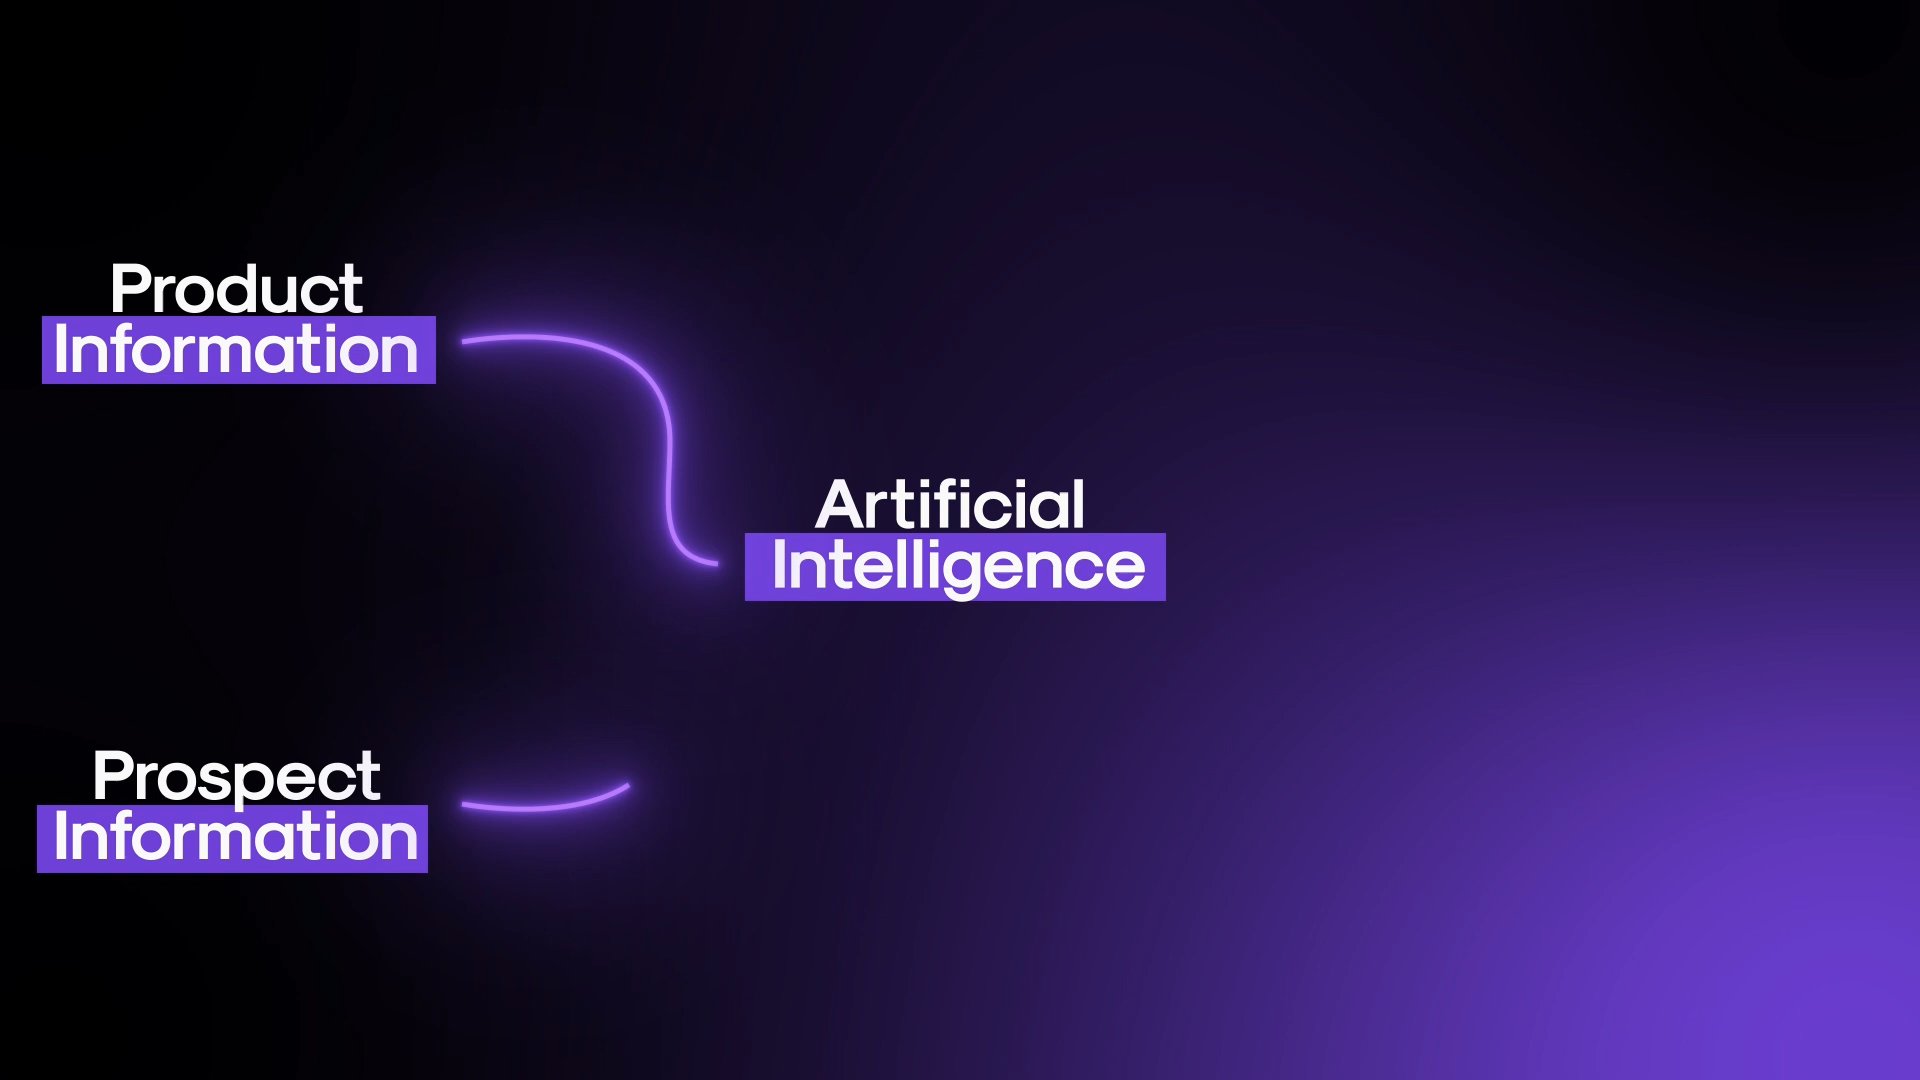 Product
Information
Artificial
Intelligence
Prospect
Information